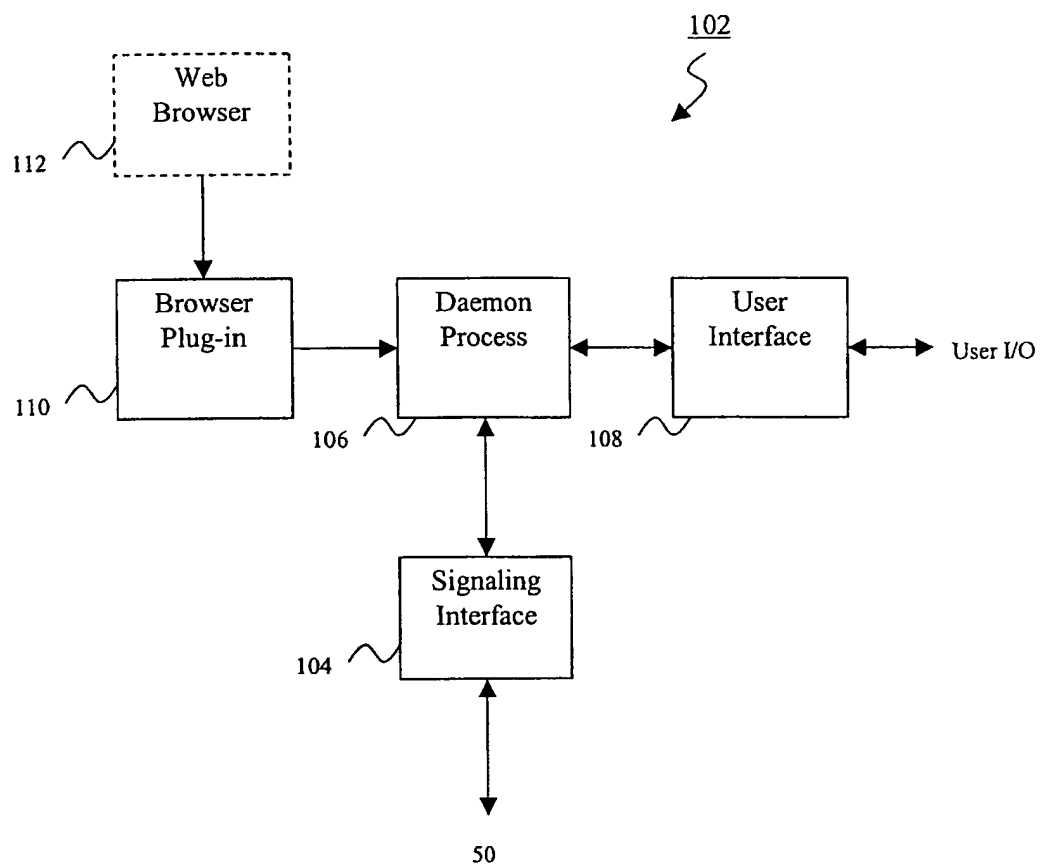 102
Web
Browser
112
Browser
Plug-in
Daemon
Process
User
Interface
User I/O
110
106
108
Signaling
Interface
104
50